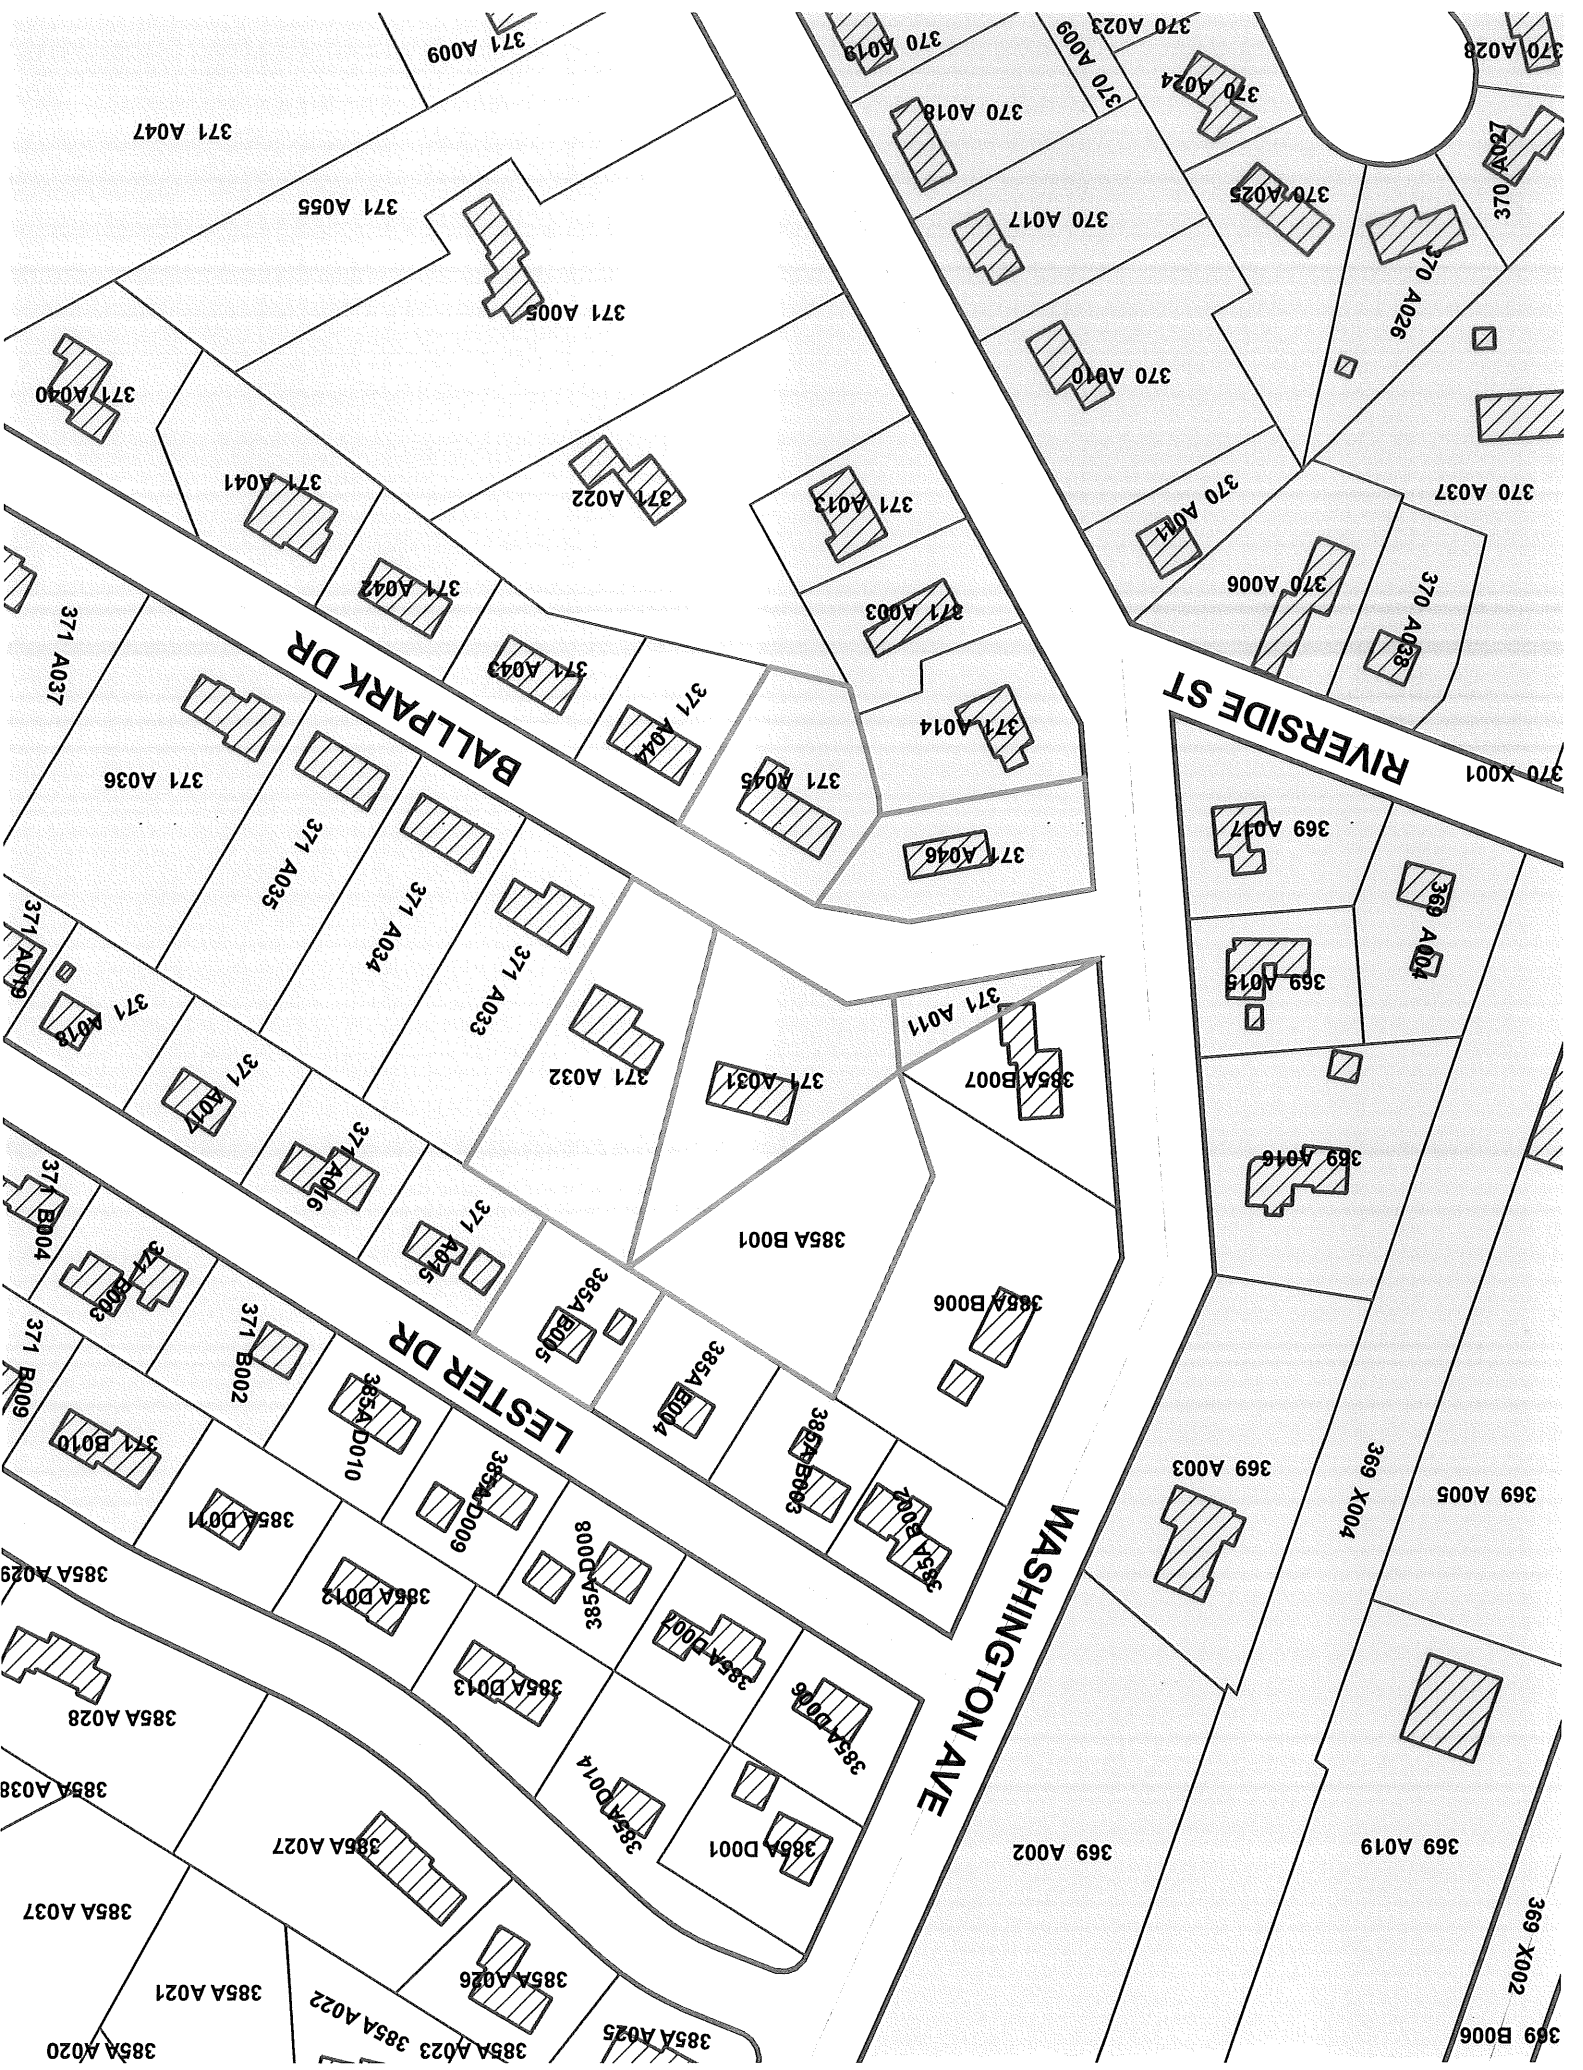 371 A009
370 A019
370 A009
370 A023
370 A028
371 A047
370 A018
370 A024
370 A027
371 A055
370 A017
370 A025
371 A005
370 A026
371 A040
370 A010
371 A041
371 A022
371 A013
370 A011
370 A037
371 A042
371 A003
370 A006
370 A038
371 A037
BALLPARK DR
371 A043
371 A044
371 A014
RIVERSIDE ST
370 X001
371 A036
371 A045
371 A035
371 A046
369 A017
371 A034
369 A004
371 A019
371 A033
369 A015
371 A018
371 A011
371 A032
371 A031
385A B007
371 A017
371 A016
369 A016
371 B004
371 A015
385A B001
371 B003
385A B005
385A B006
371 B009
371 B002
LESTER DR
385A B004
371 B010
385A D010
385A B003
369 A003
369 X004
369 A005
385A D011
385A D009
385A B002
385A A029
385A D012
385A D008
WASHINGTON AVE
385A D007
385A D013
385A A028
385A D006
385A A038
385A D014
385A A027
385A D001
369 A002
369 A019
385A A037
369 X002
385A A026
385A A021
385A A022
385A A020
385A A023
385A A025
369 B006